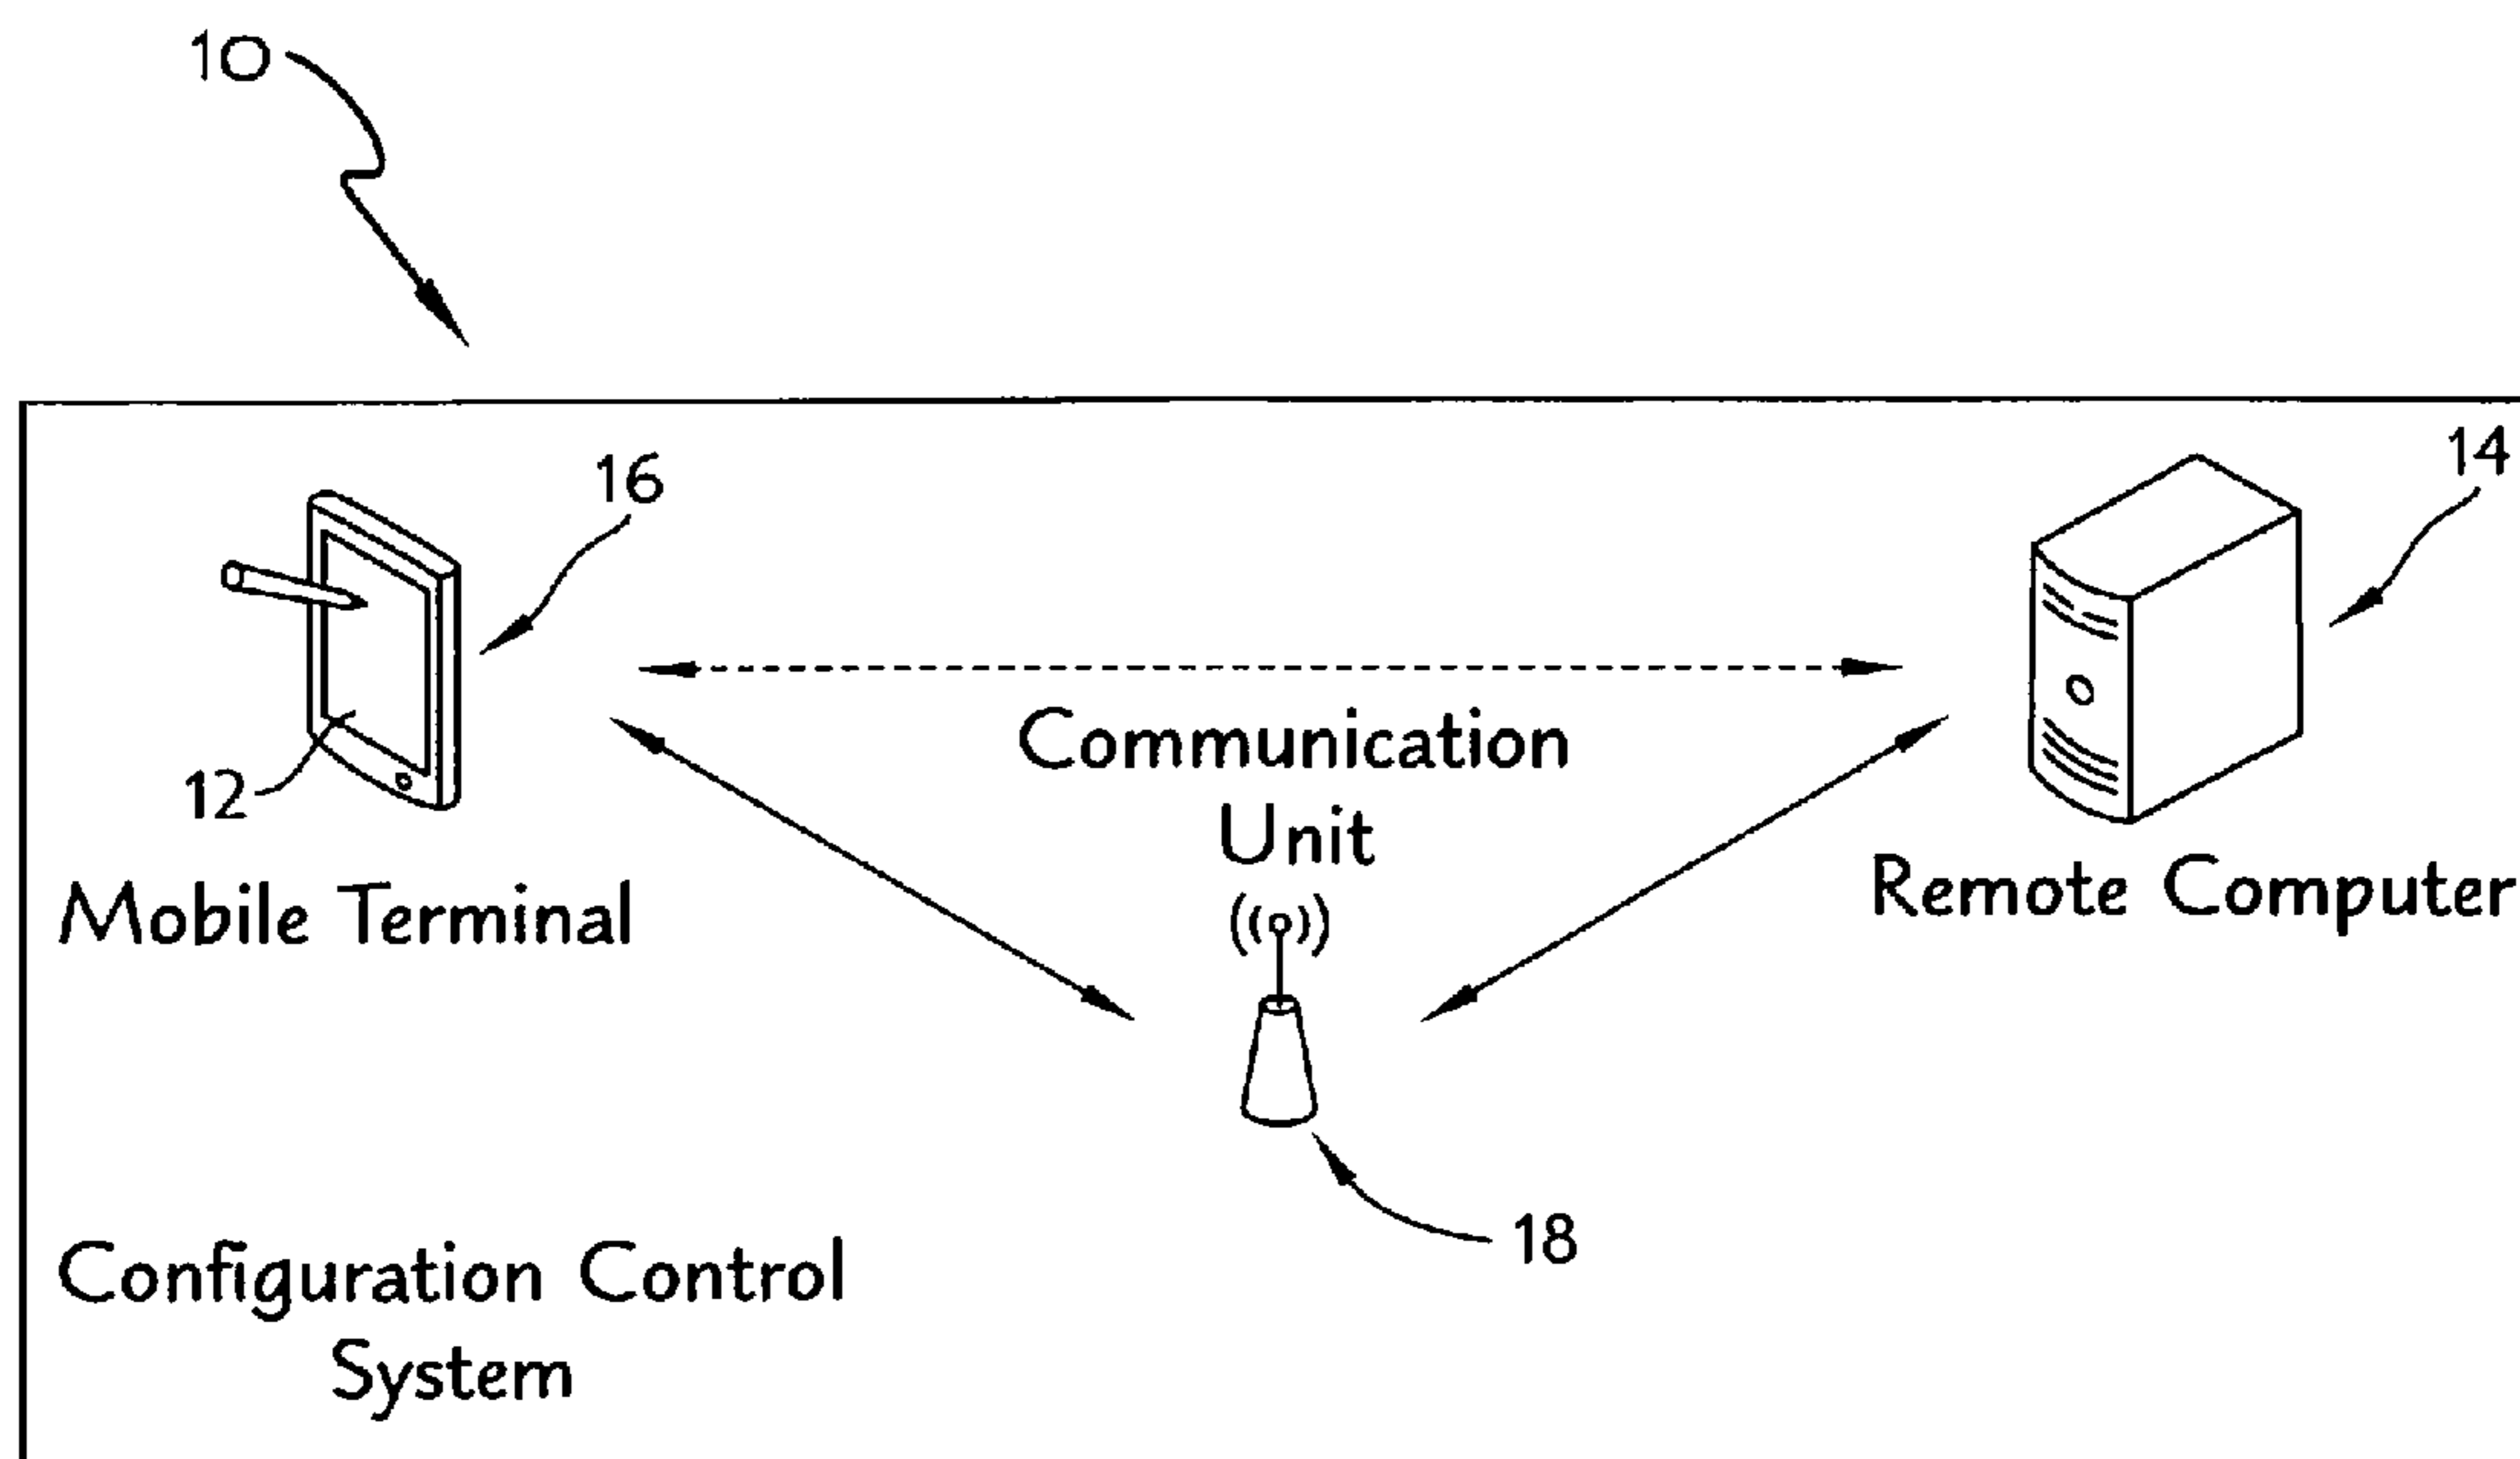 10
16
14
12
Communication
Unit
Mobile Terminal
Remote Computer
18
Configuration Control
System